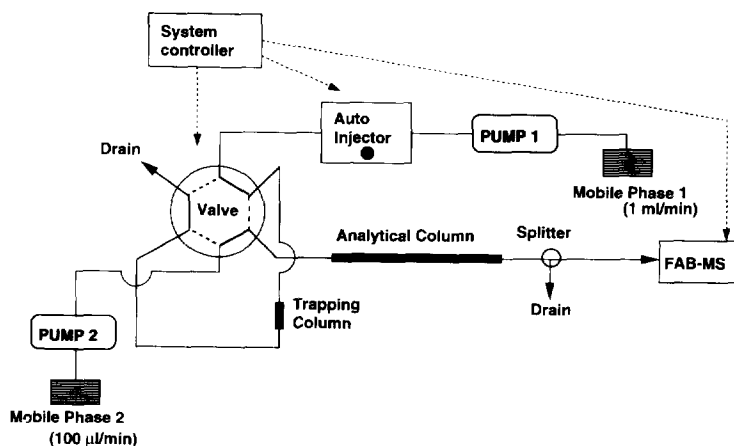 System
controller
Auto
Injector
PUMP 1
Drain
Mobile Phase 1
(1 ml/min)
Valve
Analytical Column
Splitter
FAB-MS
Trapping
Column
Drain
PUMP 2
Mobile Phase 2
(100 µl/min)